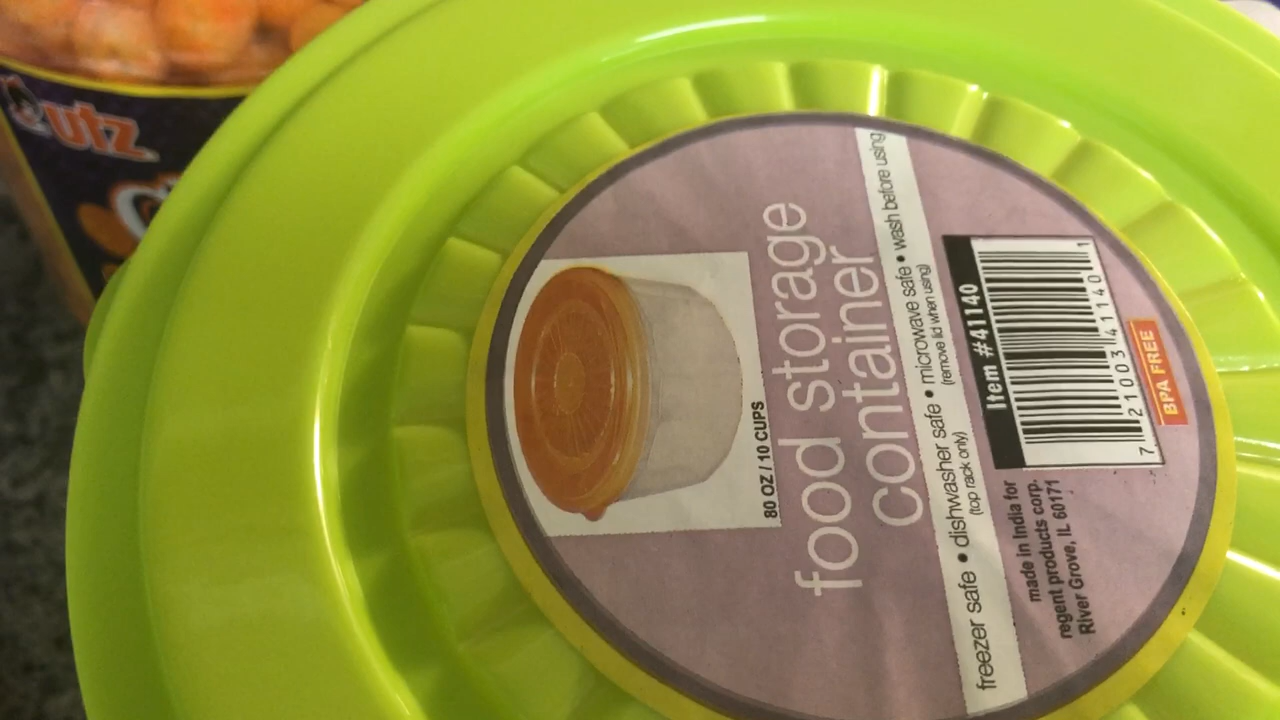 utz
80 OZ / 10 CUPS
food storage
container
freezer safe • dishwasher safe • microwave safe • wash before using
(top rack only) (remove lid when using)
made in India for
regent products corp.
River Grove, IL 60171
Item #41140
7 21003 41140 1
BPA FREE